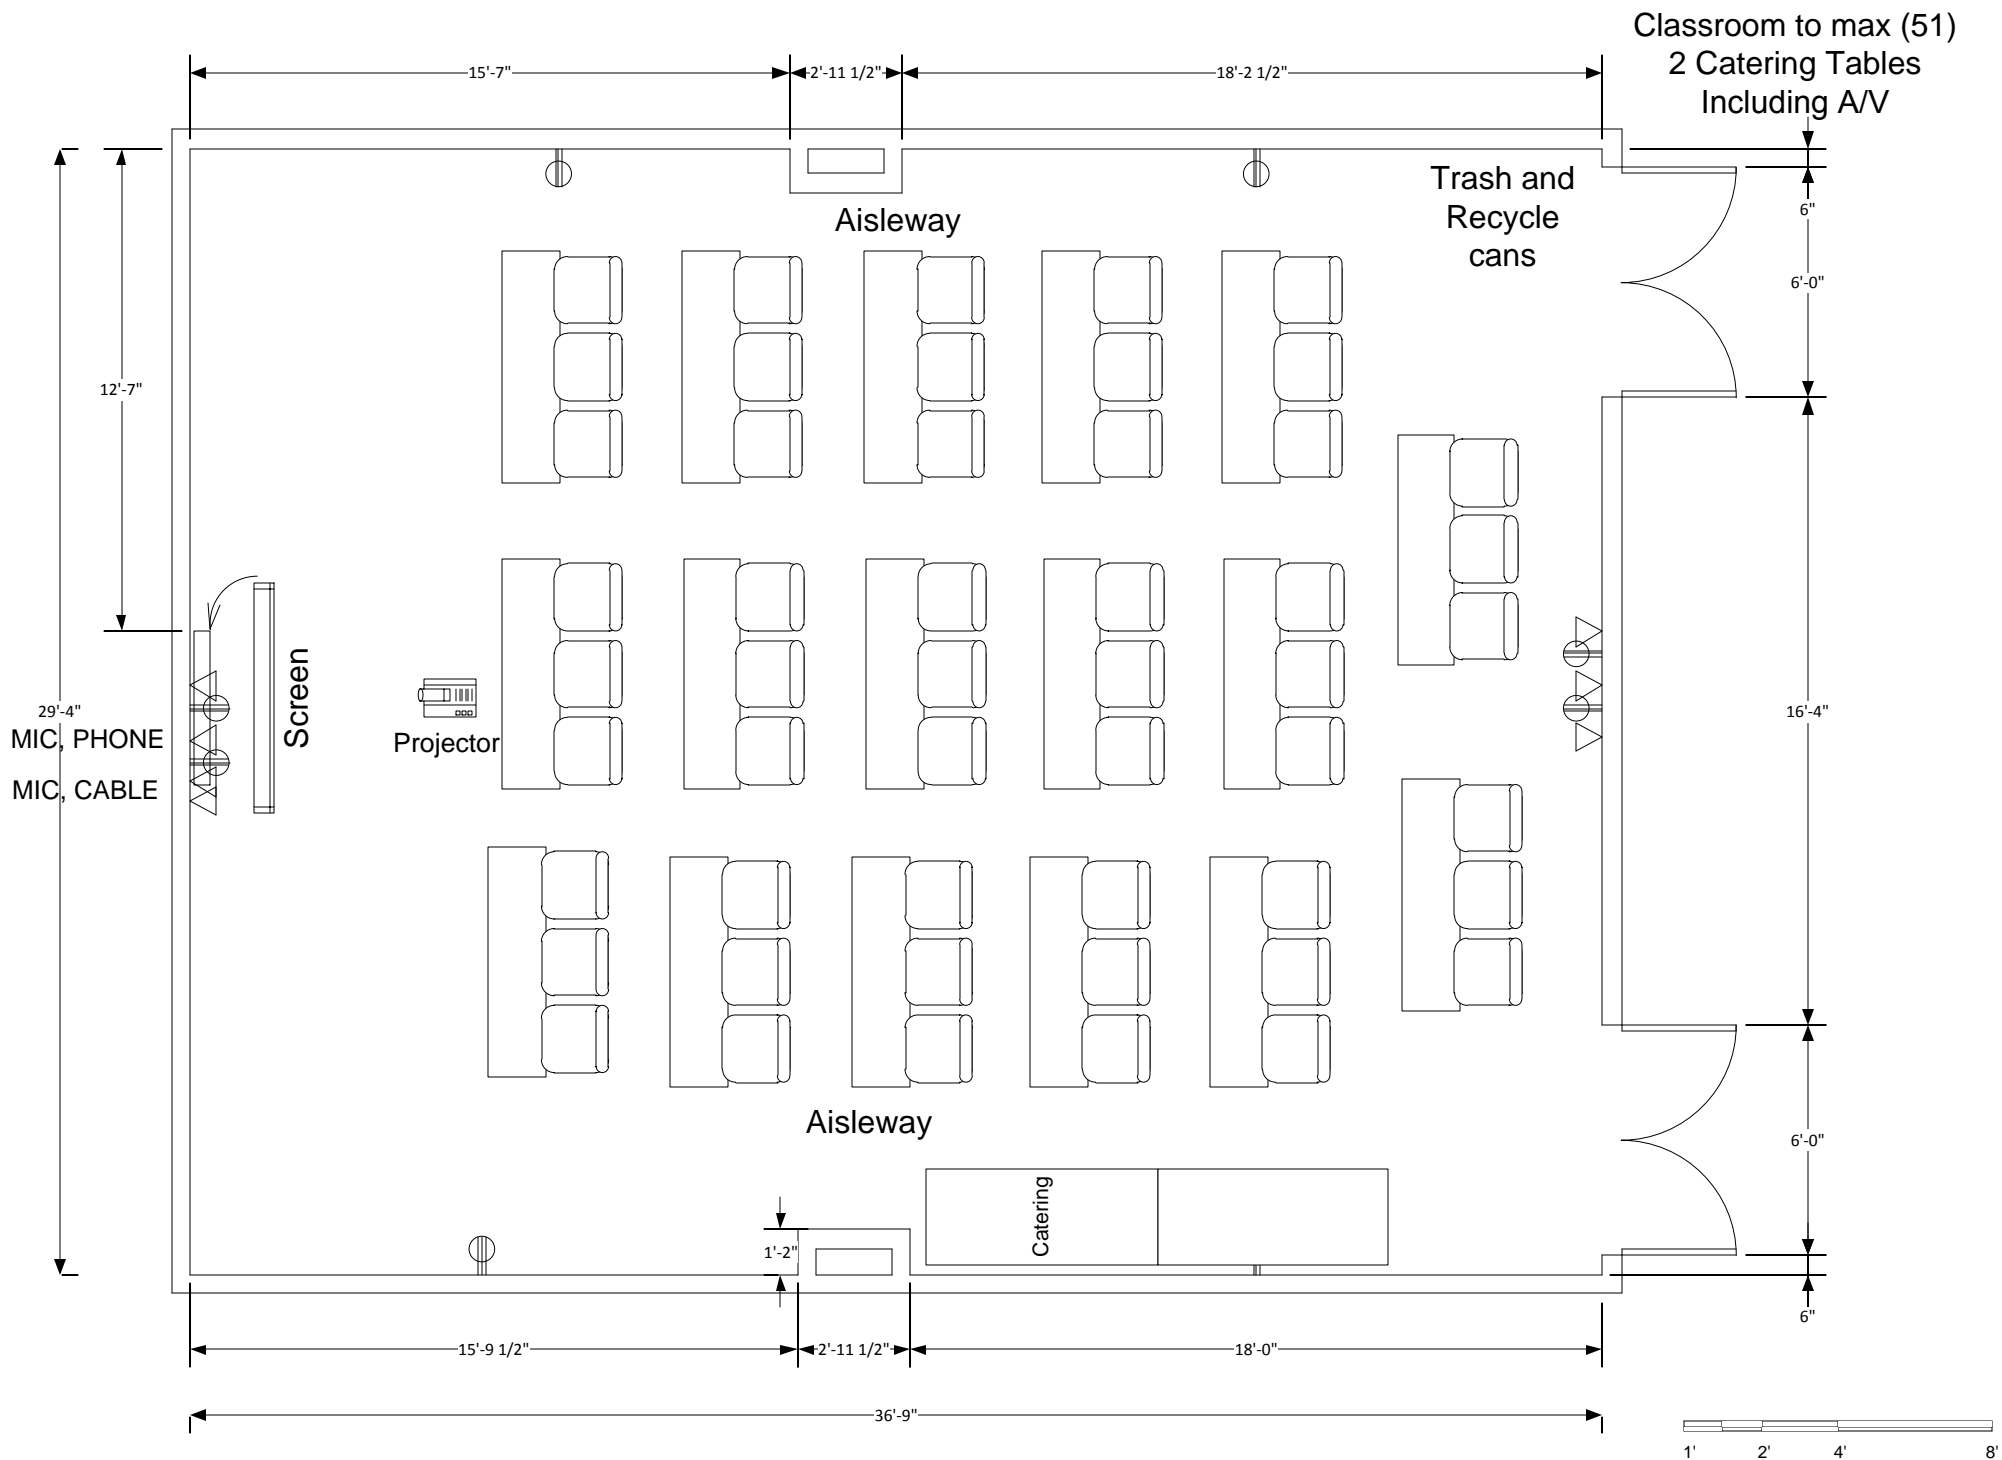 Classroom to max (51)
2 Catering Tables
Including A/V
15'-7"
2'-11 1/2"
18'-2 1/2"
Trash and
Recycle
cans
Aisleway
6"
6'-0"
12'-7"
Screen
29'-4"
16'-4"
MIC, PHONE
Projector
MIC, CABLE
Aisleway
6'-0"
Catering
1'-2"
6"
15'-9 1/2"
2'-11 1/2"
18'-0"
36'-9"
1' 2' 4' 8'